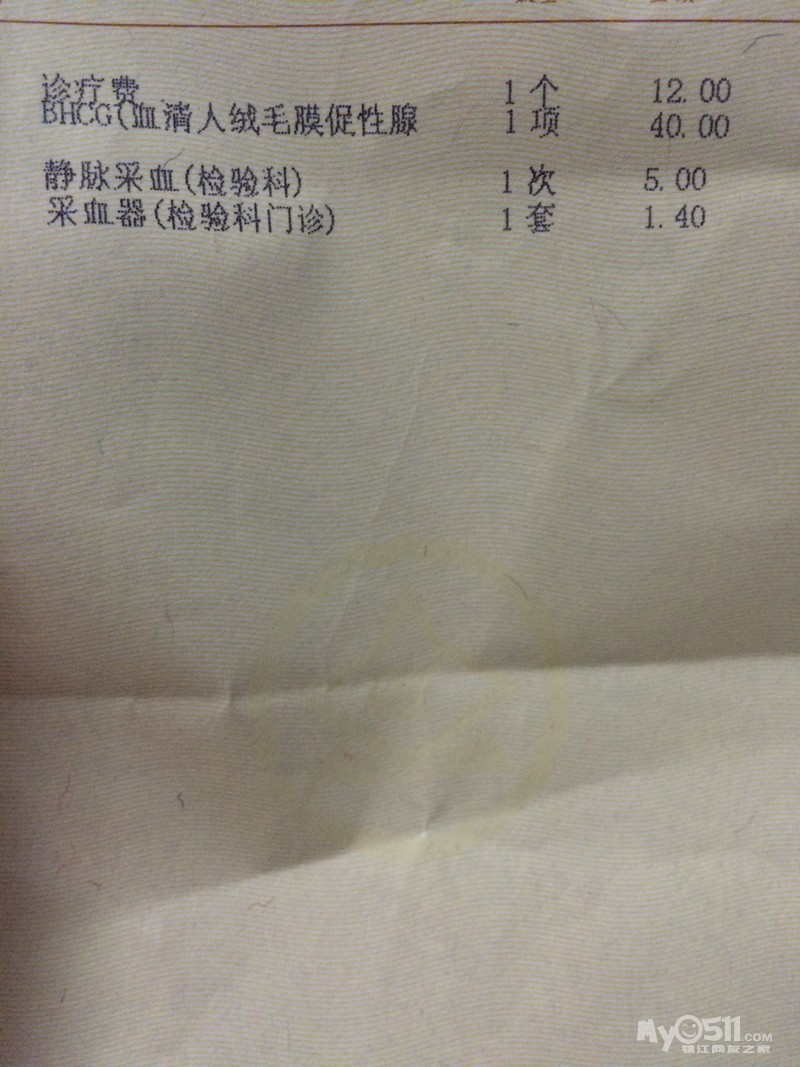 诊疗费 1 个 12.00
BHCG(血清人绒毛膜促性腺 1 项 40.00
静脉采血(检验科) 1 次 5.00
采血器(检验科门诊) 1 套 1.40
My0511.COM
镇江网友之家